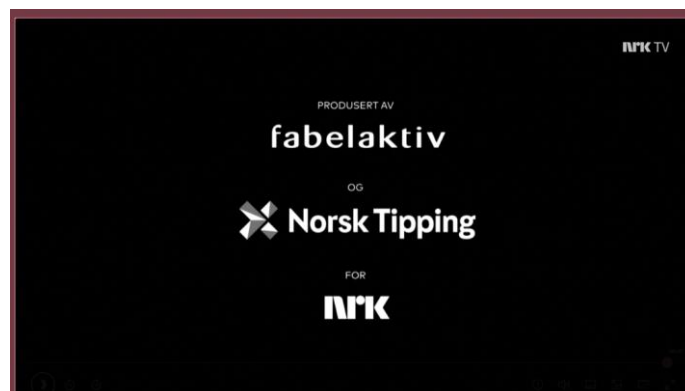 nrk TV
PRODUSERT AV
fabelaktiv
OG
Norsk Tipping
FOR
nrk